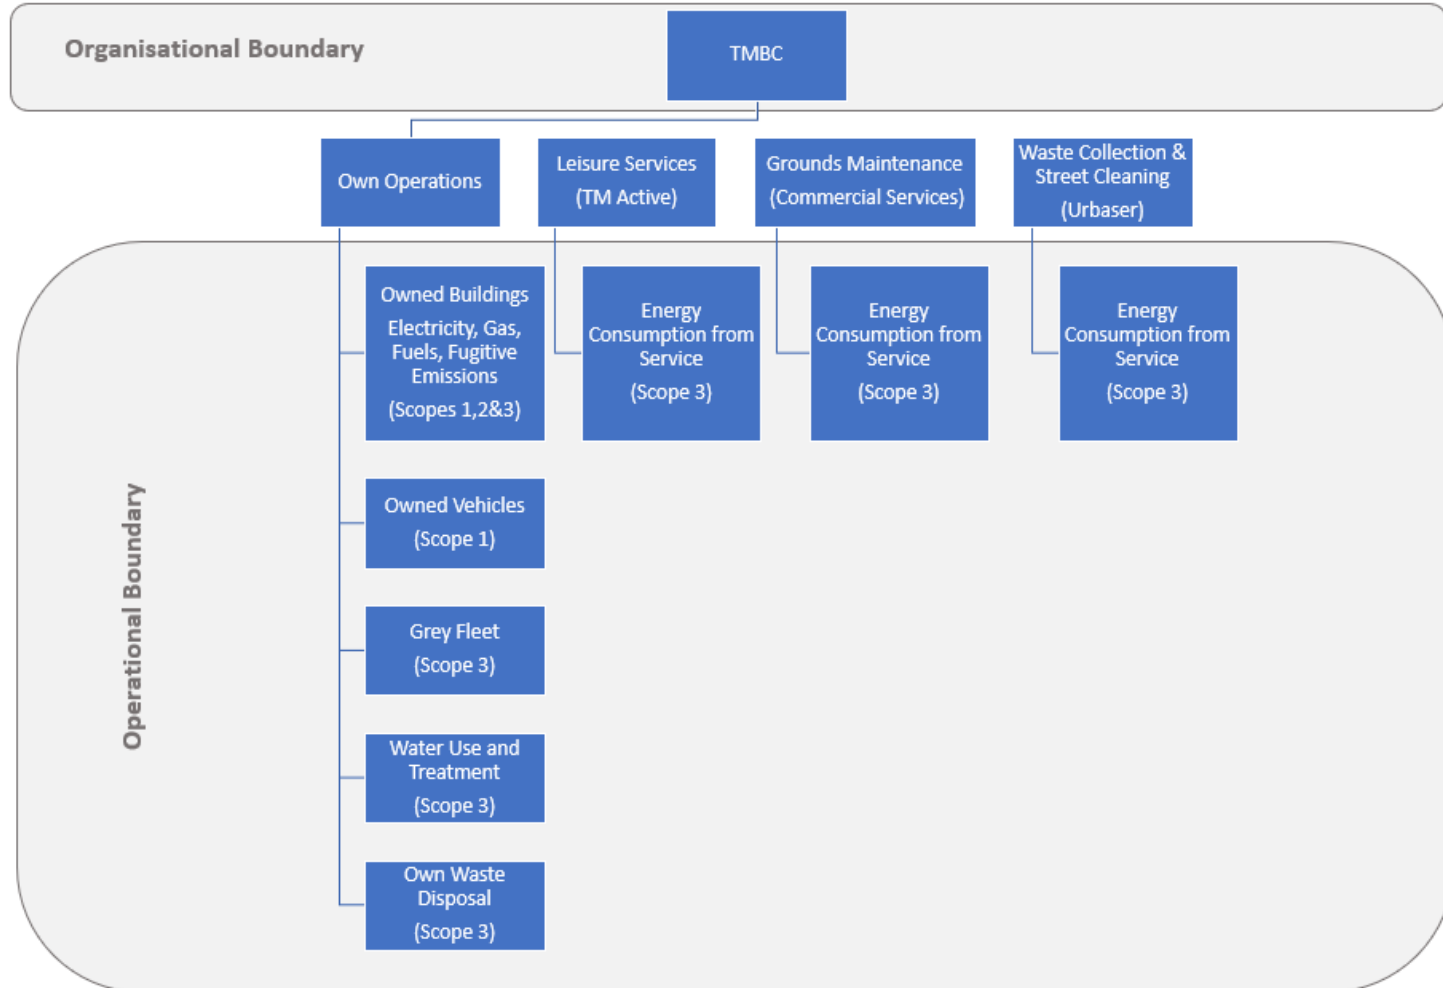 Organisational Boundary
TMBC
Own Operations
Leisure Services
(TM Active)
Grounds Maintenance
(Commercial Services)
Waste Collection &
Street Cleaning
(Urbaser)
Operational Boundary
Owned Buildings
Electricity, Gas,
Fuels, Fugitive
Emissions
(Scopes 1,2&3)
Energy
Consumption from
Service
(Scope 3)
Energy
Consumption from
Service
(Scope 3)
Energy
Consumption from
Service
(Scope 3)
Owned Vehicles
(Scope 1)
Grey Fleet
(Scope 3)
Water Use and
Treatment
(Scope 3)
Own Waste
Disposal
(Scope 3)